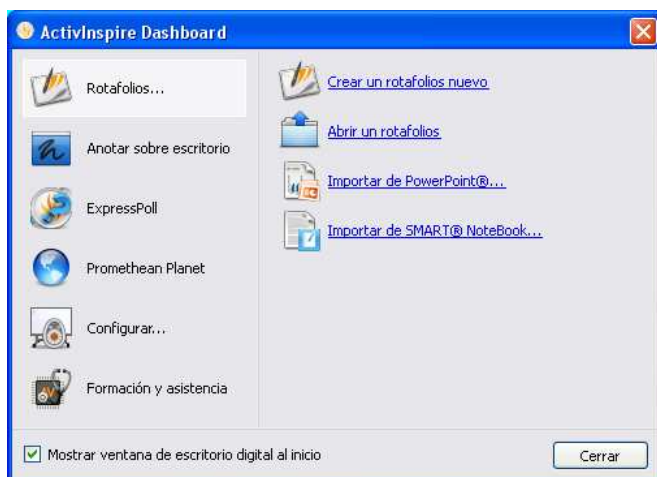 ActivInspire Dashboard
Rotafolios...
Anotar sobre escritorio
ExpressPoll
Promethean Planet
Configurar...
Formación y asistencia
Crear un rotafolios nuevo
Abrir un rotafolios
Importar de PowerPoint®...
Importar de SMART® NoteBook...
Mostrar ventana de escritorio digital al inicio
Cerrar